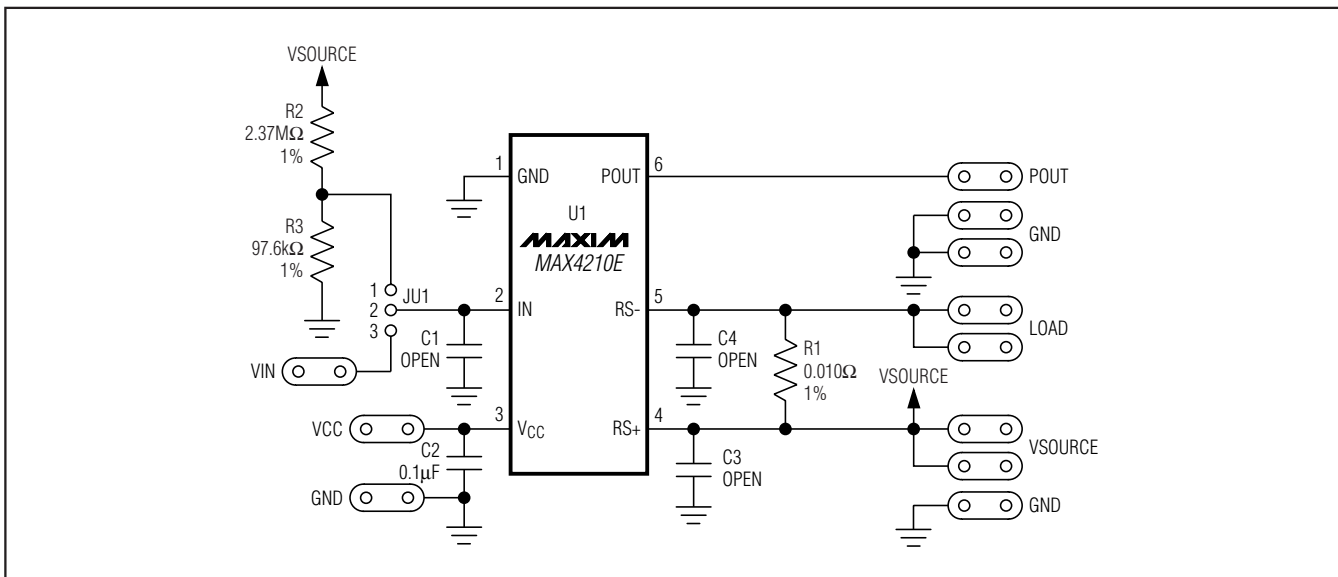 VSOURCE
R2
2.37MΩ
1%
R3
97.6kΩ
1%
1
2
3
JU1
VIN
C1
OPEN
VCC
C2
0.1μF
GND
1
GND
2
IN
3
VCC
U1
MAXIM
MAX4210E
POUT
6
RS-
5
RS+
4
C4
OPEN
R1
0.010Ω
1%
C3
OPEN
VSOURCE
POUT
GND
LOAD
VSOURCE
GND